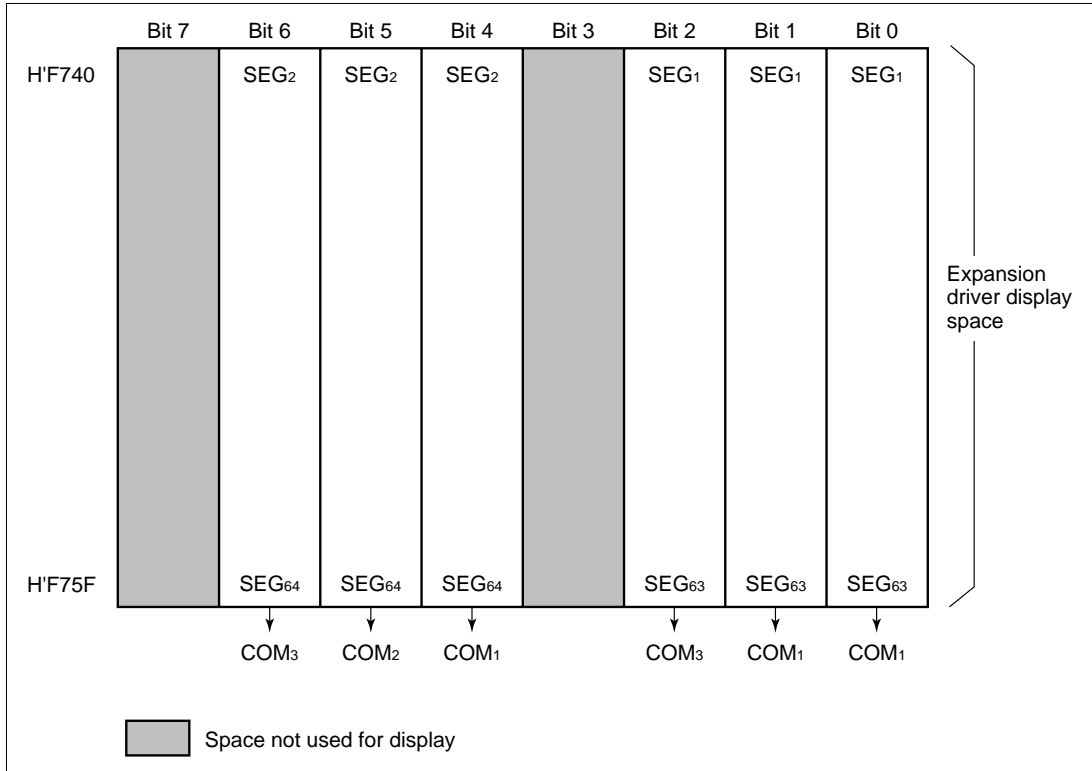 Bit 7 Bit 6 Bit 5 Bit 4 Bit 3 Bit 2 Bit 1 Bit 0
H'F740 SEG2 SEG2 SEG2 SEG1 SEG1 SEG1
Expansion
driver display
space
H'F75F SEG64 SEG64 SEG64 SEG63 SEG63 SEG63
COM3 COM2 COM1 COM3 COM1 COM1
Space not used for display